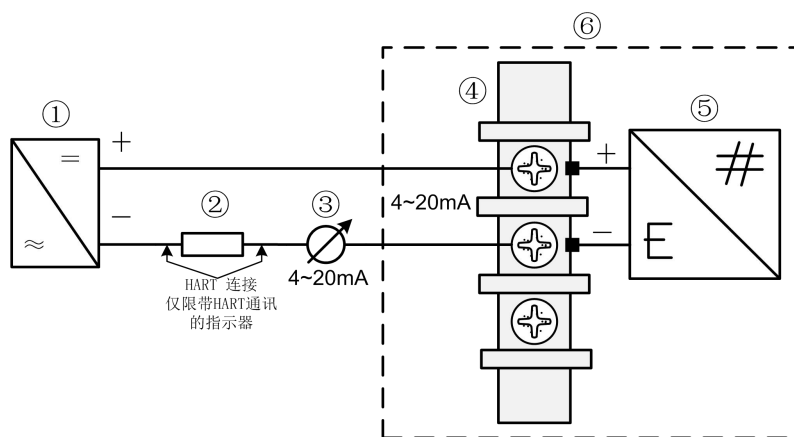 ⑥
④
①
⑤
+
=
+
#
②
③
4~20mA
−
−
≈
E
4~20mA
HART 连接
仅限带HART通讯
的指示器